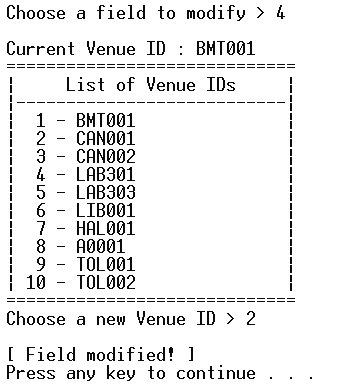 Choose a field to modify > 4
Current Venue ID : BMT001
==============================
|     List of Venue IDs      |
|----------------------------|
|  1 - BMT001                |
|  2 - CAN001                |
|  3 - CAN002                |
|  4 - LAB301                |
|  5 - LAB303                |
|  6 - LIB001                |
|  7 - HAL001                |
|  8 - A0001                 |
|  9 - TOL001                |
| 10 - TOL002                |
==============================
Choose a new Venue ID > 2
[ Field modified! ]
Press any key to continue . . .